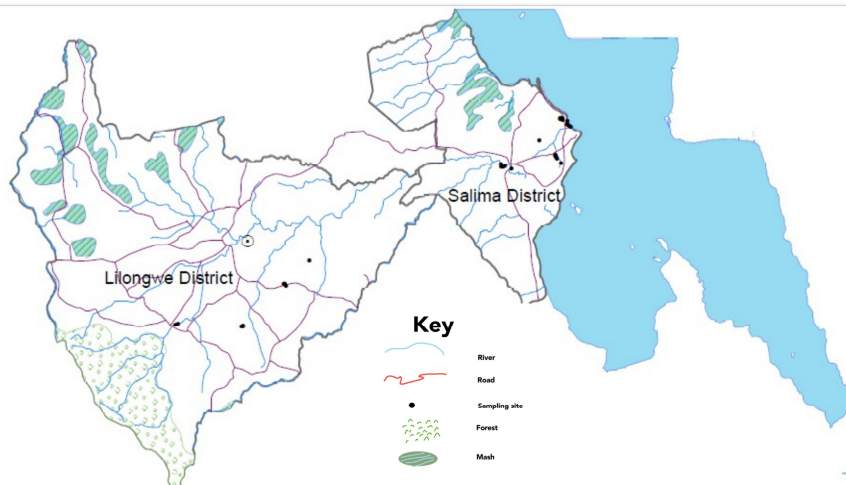 Salima District
Lilongwe District
Key
River
Road
Sampling site
Forest
Mash